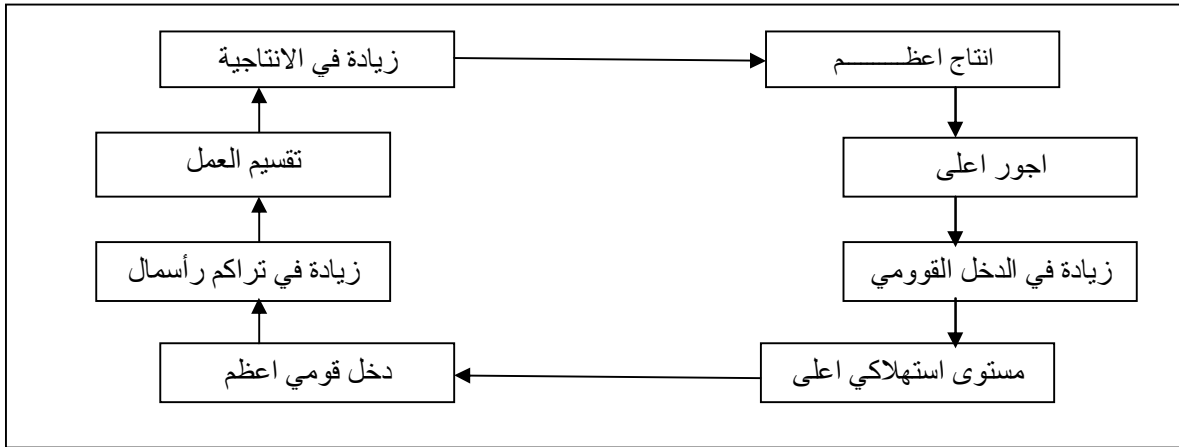 انتاج اعظـــــــــم
زيادة في الانتاجية
اجور اعلى
تقسيم العمل
زيادة في الدخل القوومي
زيادة في تراكم رأسمال
مستوى استهلاكي اعلى
دخل قومي اعظم